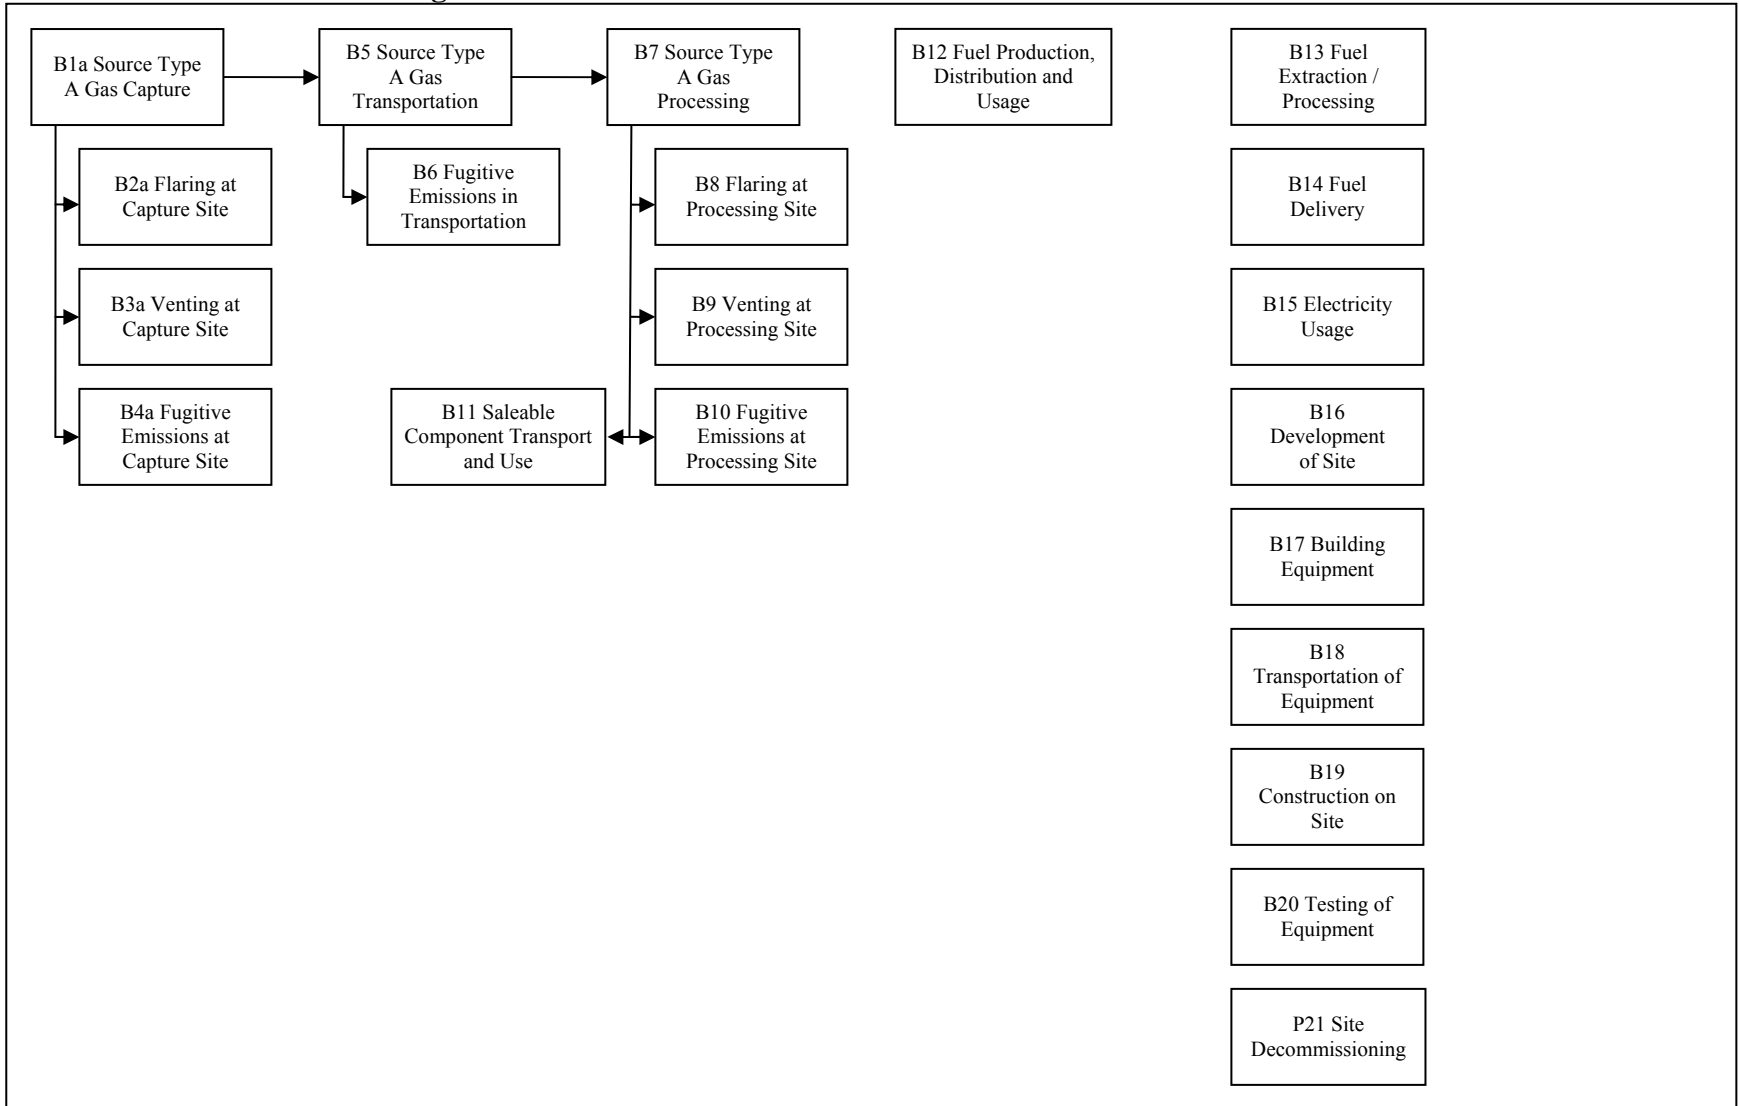 B1a Source Type
A Gas Capture
B5 Source Type
A Gas
Transportation
B7 Source Type
A Gas
Processing
B12 Fuel Production,
Distribution and
Usage
B13 Fuel
Extraction /
Processing
B2a Flaring at
Capture Site
B6 Fugitive
Emissions in
Transportation
B8 Flaring at
Processing Site
B14 Fuel
Delivery
B3a Venting at
Capture Site
B9 Venting at
Processing Site
B15 Electricity
Usage
B4a Fugitive
Emissions at
Capture Site
B11 Saleable
Component Transport
and Use
B10 Fugitive
Emissions at
Processing Site
B16
Development
of Site
B17 Building
Equipment
B18
Transportation of
Equipment
B19
Construction on
Site
B20 Testing of
Equipment
P21 Site
Decommissioning